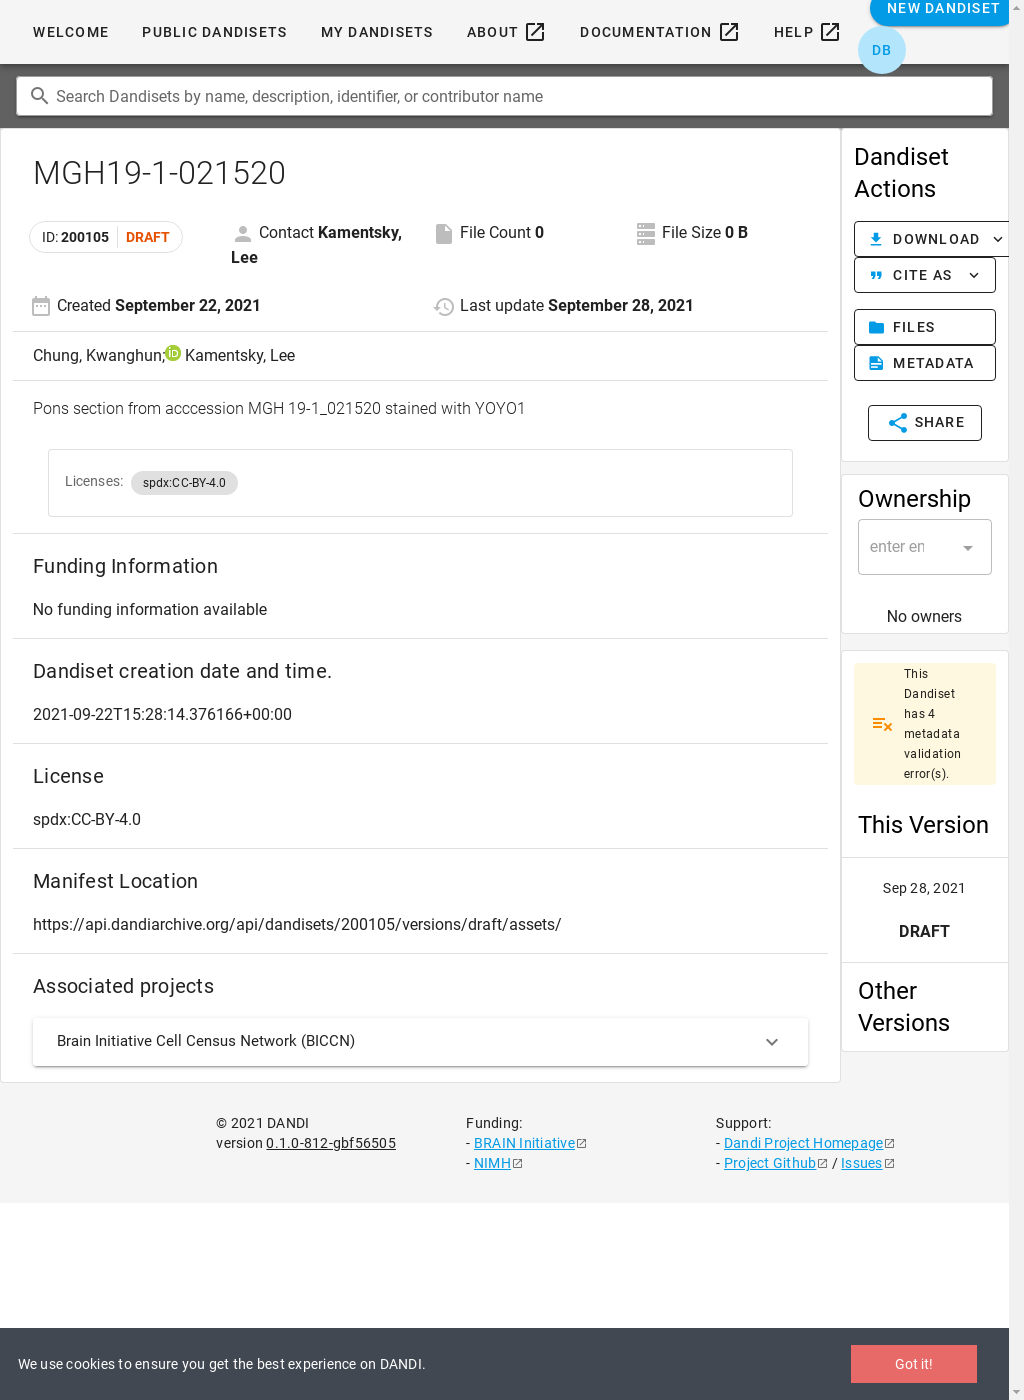 WELCOME PUBLIC DANDISETS MY DANDISETS ABOUT DOCUMENTATION HELP NEW DANDISET
DB
Search Dandisets by name, description, identifier, or contributor name
MGH19-1-021520
ID: 200105 DRAFT
Contact Kamentsky, Lee
File Count 0
File Size 0 B
Created September 22, 2021
Last update September 28, 2021
Chung, Kwanghun; Kamentsky, Lee
Pons section from acccession MGH 19-1_021520 stained with YOYO1
Licenses: spdx:CC-BY-4.0
Funding Information
No funding information available
Dandiset creation date and time.
2021-09-22T15:28:14.376166+00:00
License
spdx:CC-BY-4.0
Manifest Location
https://api.dandiarchive.org/api/dandisets/200105/versions/draft/assets/
Associated projects
Brain Initiative Cell Census Network (BICCN)
Dandiset
Actions
DOWNLOAD
CITE AS
FILES
METADATA
SHARE
Ownership
enter en
No owners
This
Dandiset
has 4
metadata
validation
error(s).
This Version
Sep 28, 2021
DRAFT
Other
Versions
© 2021 DANDI
version 0.1.0-812-gbf56505
Funding:
- BRAIN Initiative
- NIMH
Support:
- Dandi Project Homepage
- Project Github / Issues
We use cookies to ensure you get the best experience on DANDI.
Got it!